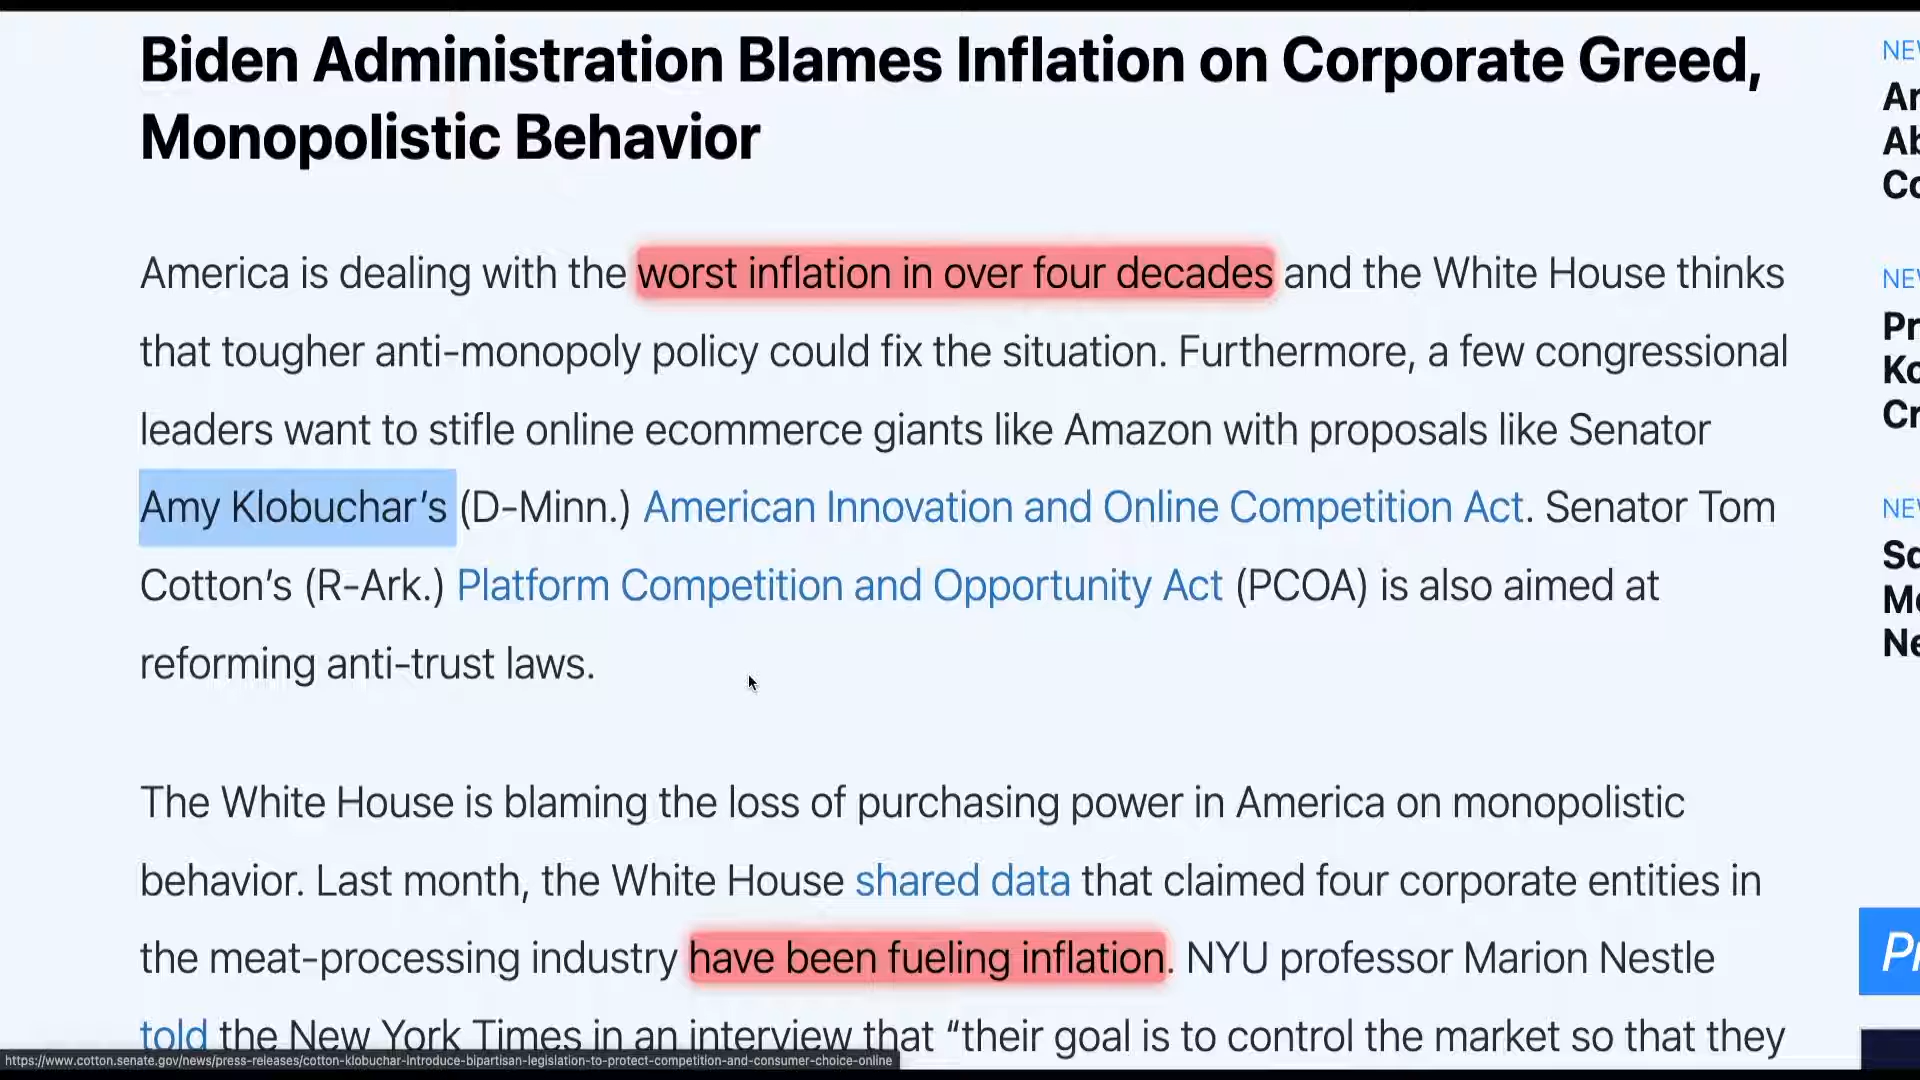 Biden Administration Blames Inflation on Corporate Greed,
Monopolistic Behavior
America is dealing with the worst inflation in over four decades and the White House thinks
that tougher anti-monopoly policy could fix the situation. Furthermore, a few congressional
leaders want to stifle online ecommerce giants like Amazon with proposals like Senator
Amy Klobuchar’s (D-Minn.) American Innovation and Online Competition Act. Senator Tom
Cotton’s (R-Ark.) Platform Competition and Opportunity Act (PCOA) is also aimed at
reforming anti-trust laws.
The White House is blaming the loss of purchasing power in America on monopolistic
behavior. Last month, the White House shared data that claimed four corporate entities in
the meat-processing industry have been fueling inflation. NYU professor Marion Nestle
told the New York Times in an interview that “their goal is to control the market so that they
https://www.cotton.senate.gov/news/press-releases/cotton-klobuchar-introduce-bipartisan-legislation-to-protect-competition-and-consumer-choice-online